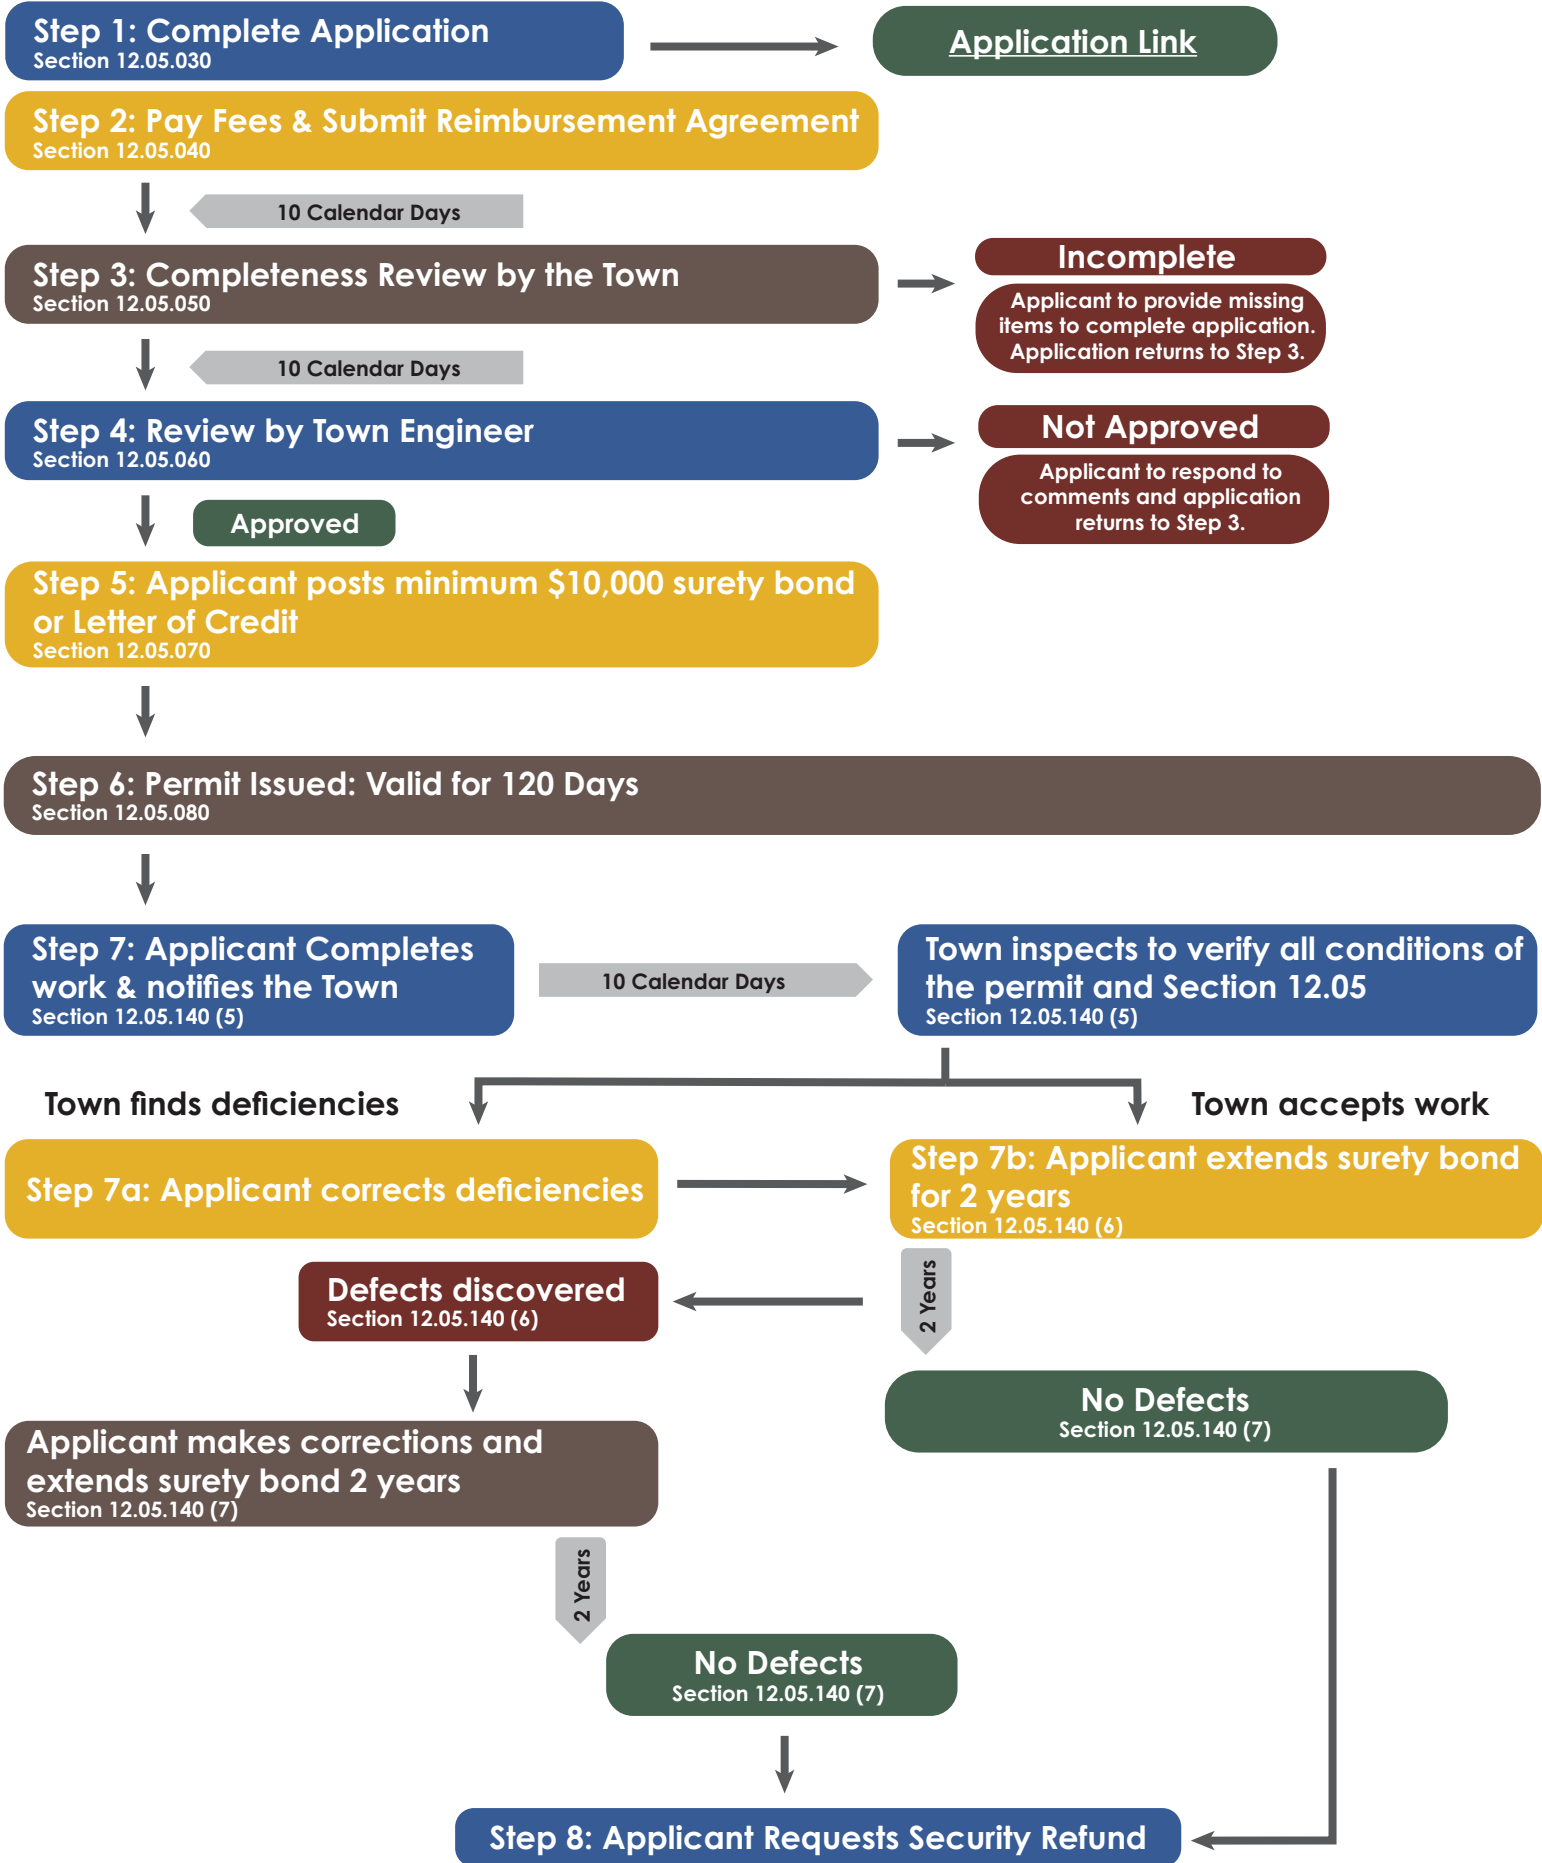 Step 1: Complete Application
Section 12.05.030
Application Link
Step 2: Pay Fees & Submit Reimbursement Agreement
Section 12.05.040
10 Calendar Days
Step 3: Completeness Review by the Town
Section 12.05.050
Incomplete
Applicant to provide missing
items to complete application.
Application returns to Step 3.
10 Calendar Days
Step 4: Review by Town Engineer
Section 12.05.060
Not Approved
Applicant to respond to
comments and application
returns to Step 3.
Approved
Step 5: Applicant posts minimum $10,000 surety bond
or Letter of Credit
Section 12.05.070
Step 6: Permit Issued: Valid for 120 Days
Section 12.05.080
Step 7: Applicant Completes
work & notifies the Town
Section 12.05.140 (5)
10 Calendar Days
Town inspects to verify all conditions of
the permit and Section 12.05
Section 12.05.140 (5)
Town finds deficiencies
Town accepts work
Step 7a: Applicant corrects deficiencies
Step 7b: Applicant extends surety bond
for 2 years
Section 12.05.140 (6)
Defects discovered
Section 12.05.140 (6)
2 Years
No Defects
Section 12.05.140 (7)
Applicant makes corrections and
extends surety bond 2 years
Section 12.05.140 (7)
2 Years
No Defects
Section 12.05.140 (7)
Step 8: Applicant Requests Security Refund